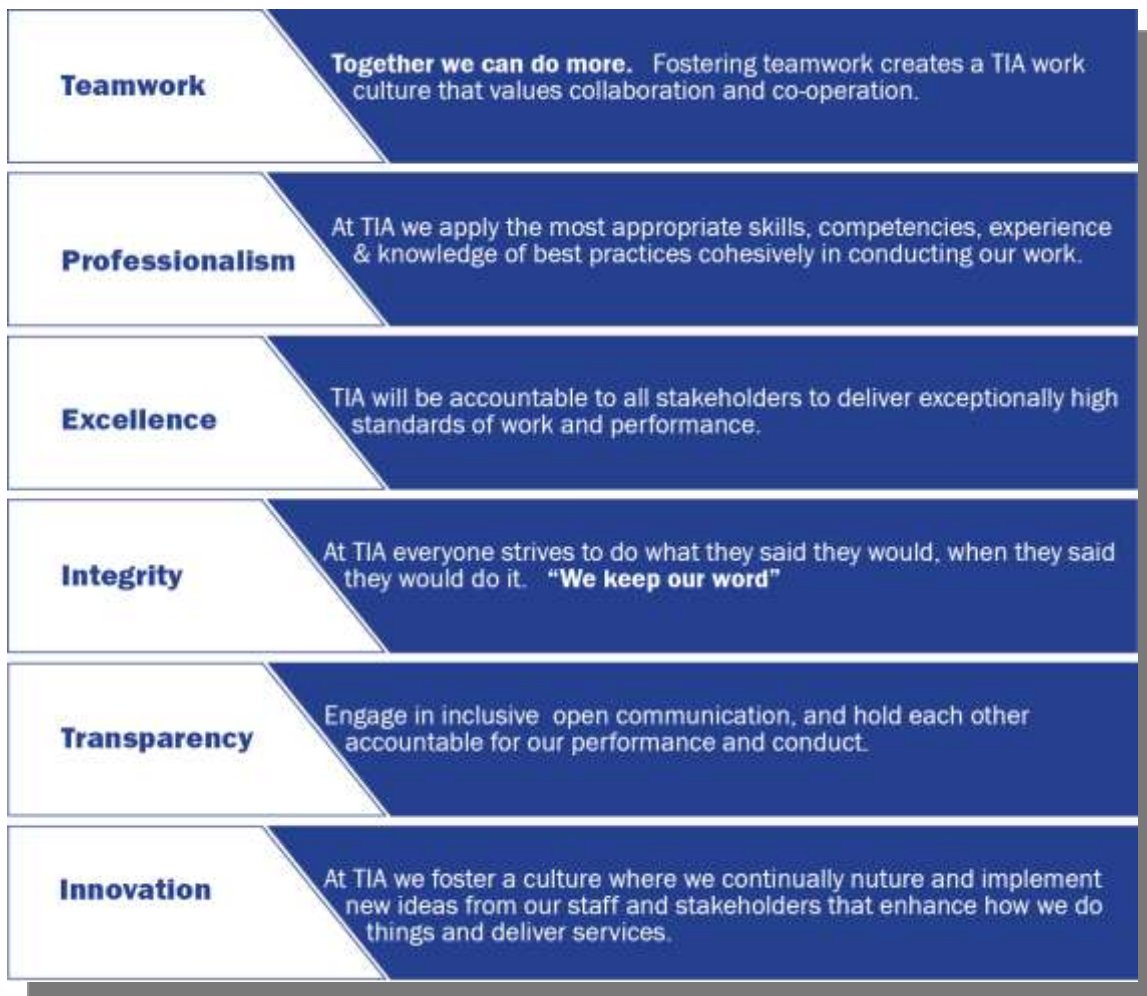 Teamwork
Together we can do more. Fostering teamwork creates a TIA work
culture that values collaboration and co-operation.
Professionalism
At TIA we apply the most appropriate skills, competencies, experience
& knowledge of best practices cohesively in conducting our work.
Excellence
TIA will be accountable to all stakeholders to deliver exceptionally high
standards of work and performance.
Integrity
At TIA everyone strives to do what they said they would, when they said
they would do it. “We keep our word”
Transparency
Engage in inclusive open communication, and hold each other
accountable for our performance and conduct.
Innovation
At TIA we foster a culture where we continually nuture and implement
new ideas from our staff and stakeholders that enhance how we do
things and deliver services.